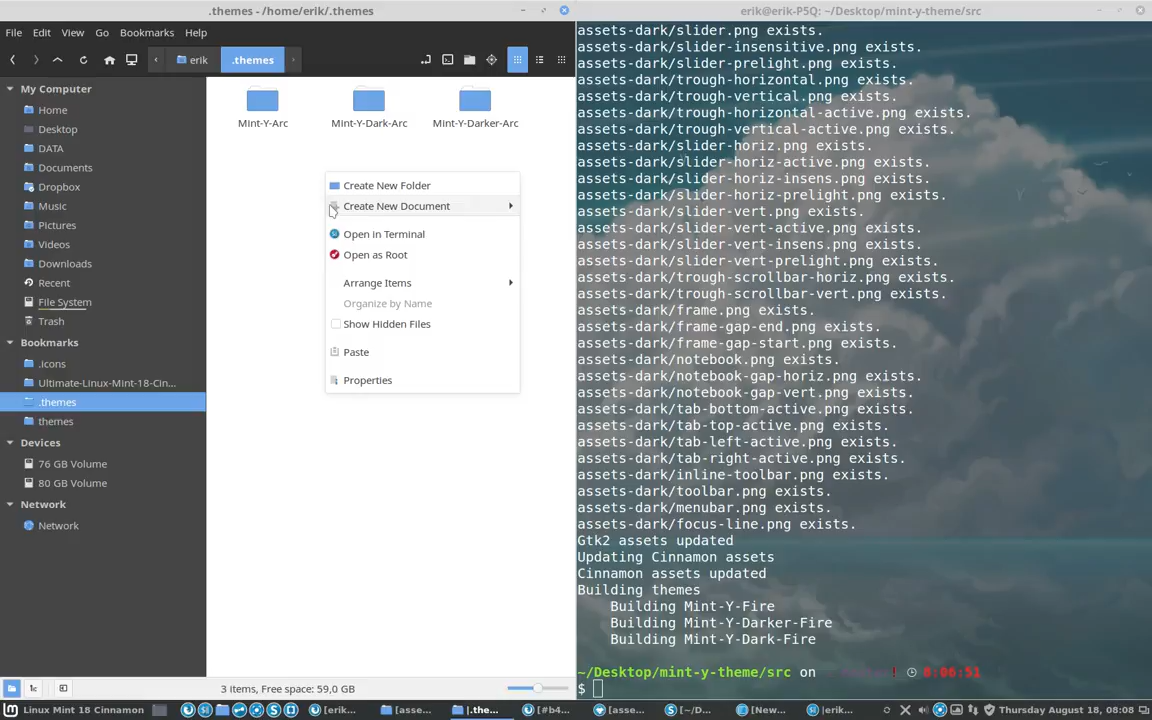 .themes - /home/erik/.themes
File Edit View Go Bookmarks Help
erik .themes
My Computer
Home
Desktop
DATA
Documents
Dropbox
Music
Pictures
Videos
Downloads
Recent
File System
Trash
Bookmarks
.icons
Ultimate-Linux-Mint-18-Cin...
.themes
themes
Devices
76 GB Volume
80 GB Volume
Network
Network
Mint-Y-Arc Mint-Y-Dark-Arc Mint-Y-Darker-Arc
Create New Folder
Create New Document
Open in Terminal
Open as Root
Arrange Items
Organize by Name
Show Hidden Files
Paste
Properties
3 items, Free space: 59,0 GB
erik@erik-P5Q: ~/Desktop/mint-y-theme/src
assets-dark/slider.png exists.
assets-dark/slider-insensitive.png exists.
assets-dark/slider-prelight.png exists.
assets-dark/trough-horizontal.png exists.
assets-dark/trough-vertical.png exists.
assets-dark/trough-horizontal-active.png exists.
assets-dark/trough-vertical-active.png exists.
assets-dark/slider-horiz.png exists.
assets-dark/slider-horiz-active.png exists.
assets-dark/slider-horiz-insens.png exists.
assets-dark/slider-horiz-prelight.png exists.
assets-dark/slider-vert.png exists.
assets-dark/slider-vert-active.png exists.
assets-dark/slider-vert-insens.png exists.
assets-dark/slider-vert-prelight.png exists.
assets-dark/trough-scrollbar-horiz.png exists.
assets-dark/trough-scrollbar-vert.png exists.
assets-dark/frame.png exists.
assets-dark/frame-gap-end.png exists.
assets-dark/frame-gap-start.png exists.
assets-dark/notebook.png exists.
assets-dark/notebook-gap-horiz.png exists.
assets-dark/notebook-gap-vert.png exists.
assets-dark/tab-bottom-active.png exists.
assets-dark/tab-top-active.png exists.
assets-dark/tab-left-active.png exists.
assets-dark/tab-right-active.png exists.
assets-dark/inline-toolbar.png exists.
assets-dark/toolbar.png exists.
assets-dark/menubar.png exists.
assets-dark/focus-line.png exists.
Gtk2 assets updated
Updating Cinnamon assets
Cinnamon assets updated
Building themes
Building Mint-Y-Fire
Building Mint-Y-Darker-Fire
Building Mint-Y-Dark-Fire
~/Desktop/mint-y-theme/src on ! 8:06:51
$
Linux Mint 18 Cinnamon [erik... [asse... |.the... [#b4... [asse... [~/D... [New... |erik... Thursday August 18, 08:08